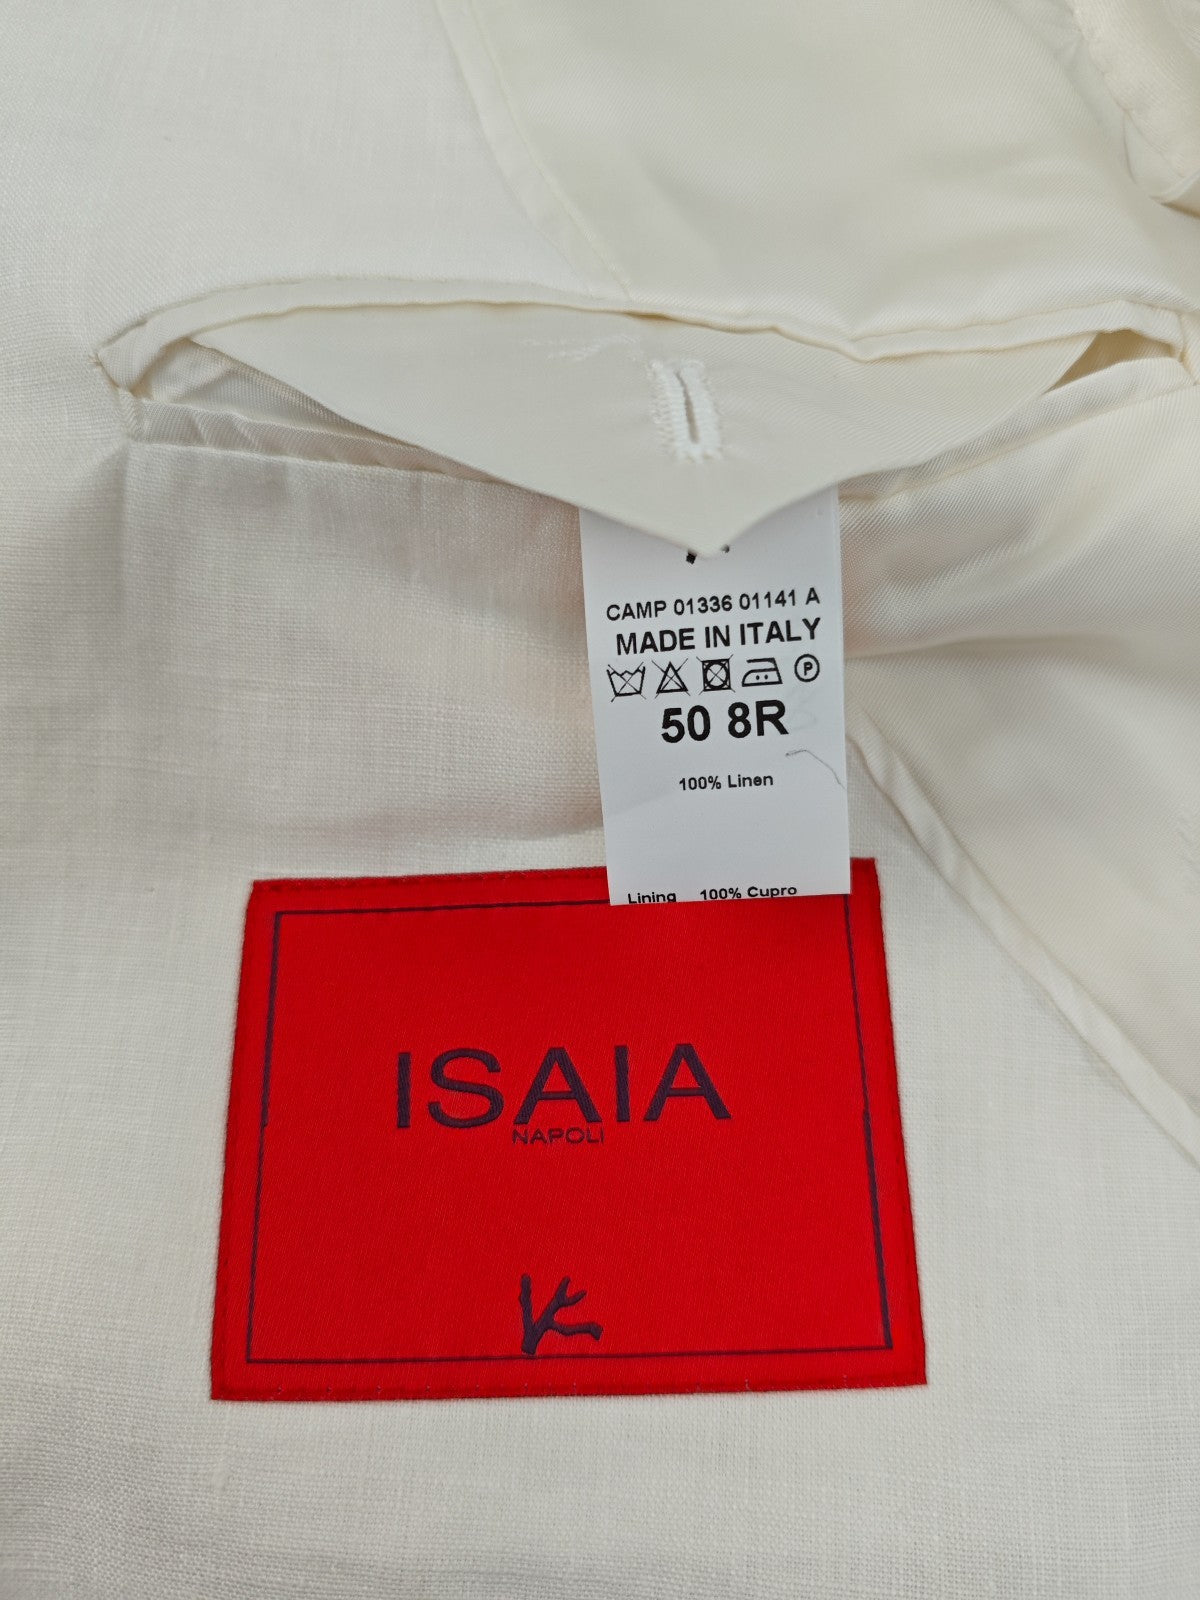 CAMP 01336 01141 A
MADE IN ITALY
P
50 8R
100% Linen
Lining 100% Cupro
ISAIA
NAPOLI